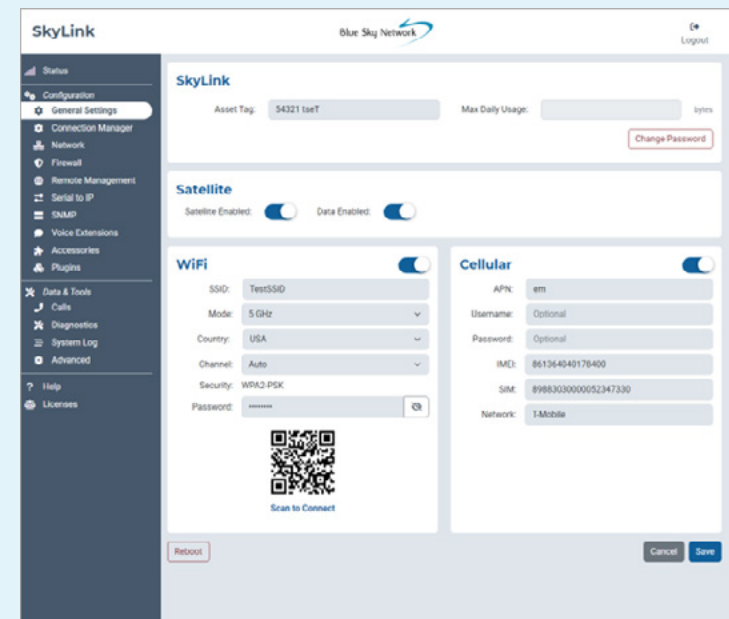 SkyLink
Blue Sky Network
Logout
Status
Configuration
General Settings
Connection Manager
Network
Firewall
Remote Management
Serial to IP
SNMP
Voice Extensions
Accessories
Plugins
Data & Tools
Calls
Diagnostics
System Log
Advanced
? Help
Licenses
SkyLink
Asset Tag: 54321 tseT Max Daily Usage: bytes
Change Password
Satellite
Satellite Enabled: Data Enabled:
WiFi
SSID: TestSSID
Mode: 5 GHz
Country: USA
Channel: Auto
Security: WPA2-PSK
Password: ••••••••
Scan to Connect
Cellular
APN: em
Username: Optional
Password: Optional
IMEI: 861364040178400
SIM: 89883030000052347330
Network: T-Mobile
Reboot
Cancel Save